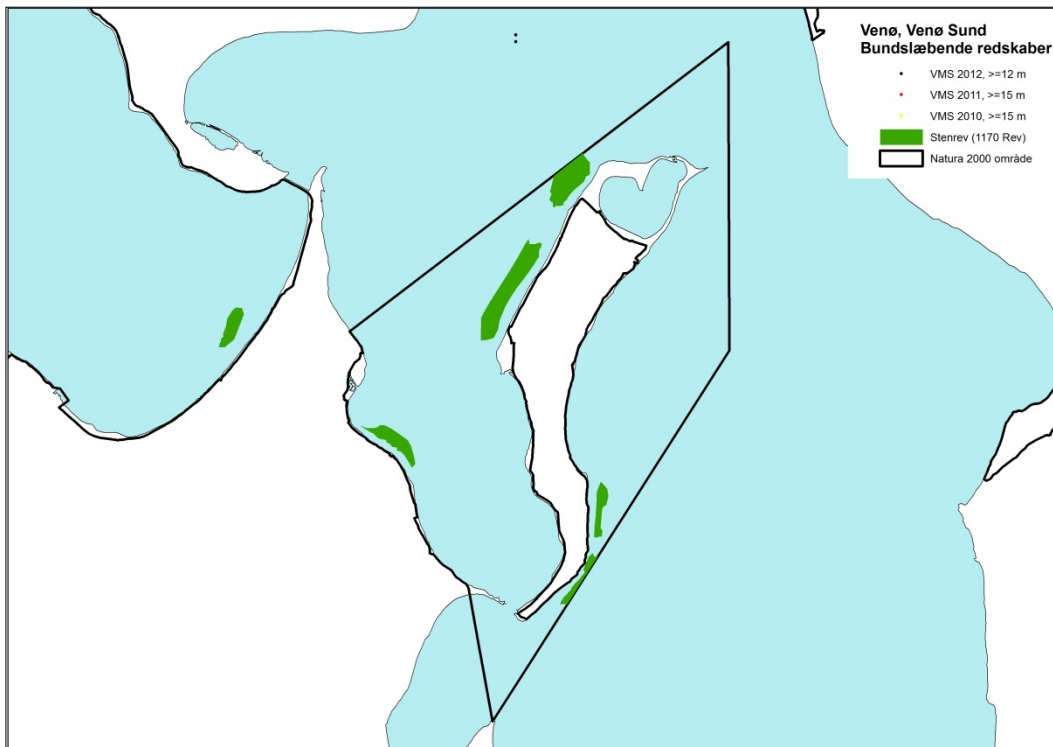 Venø, Venø Sund
Bundslæbende redskaber
VMS 2012, >=12 m
VMS 2011, >=15 m
VMS 2010, >=15 m
Stenrev (1170 Rev)
Natura 2000 område